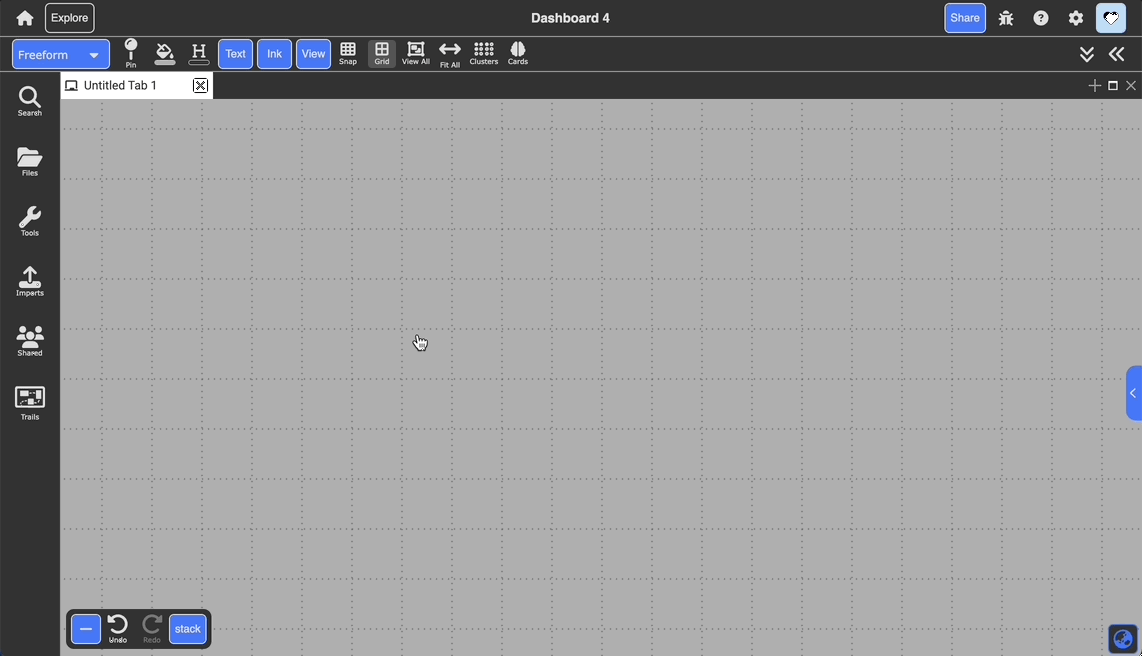 Explore
Dashboard 4
Share
Freeform
Pin
H
Text
Ink
View
Snap
Grid
View All
Fit All
Clusters
Cards
Untitled Tab 1
Search
Files
Tools
Imports
Shared
Trails
Undo
Redo
stack